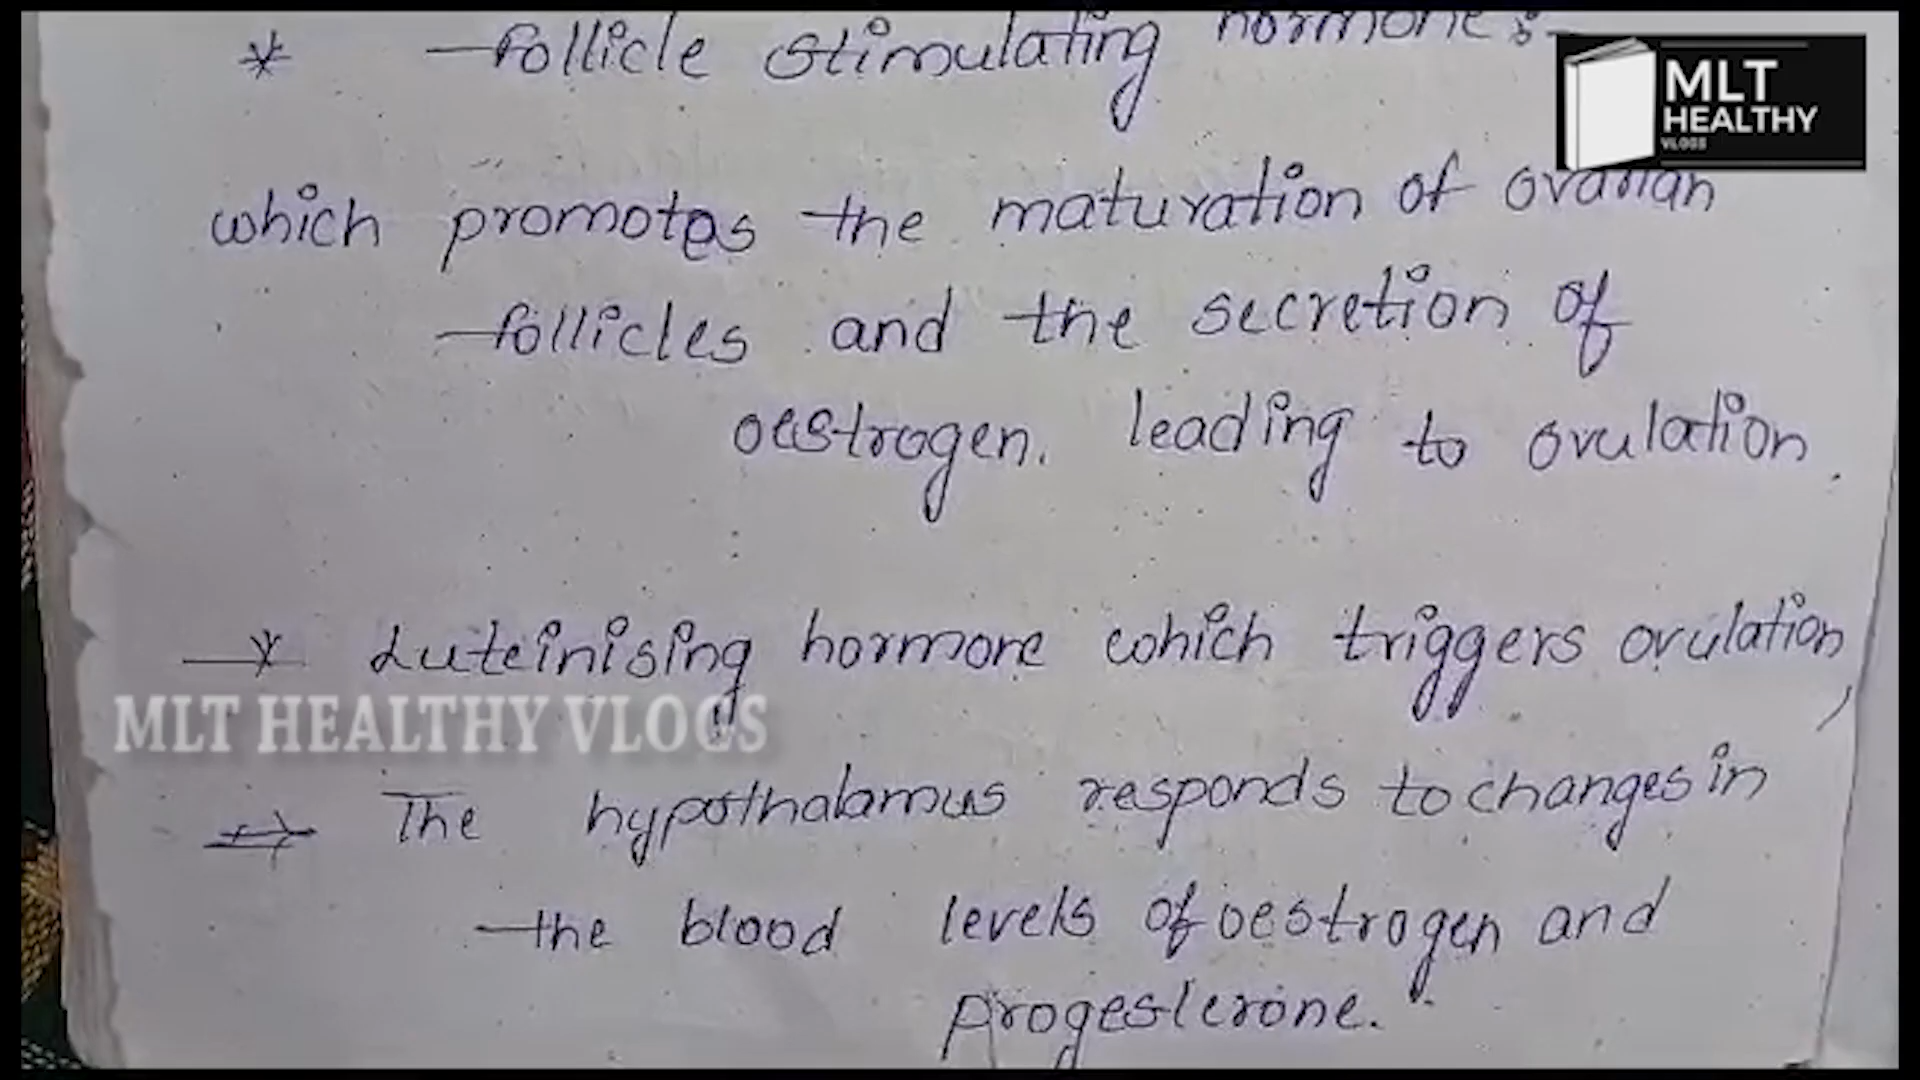 * follicle stimulating hormone:-
MLT
HEALTHY
VLOGS
which promotes the maturation of ovarian
follicles and the secretion of
oestrogen. leading to ovulation.
* Luteinising hormone which triggers ovulation,
MLT HEALTHY VLOGS
→ The hypothalamus responds to changes in
the blood levels of oestrogen and
progesterone.